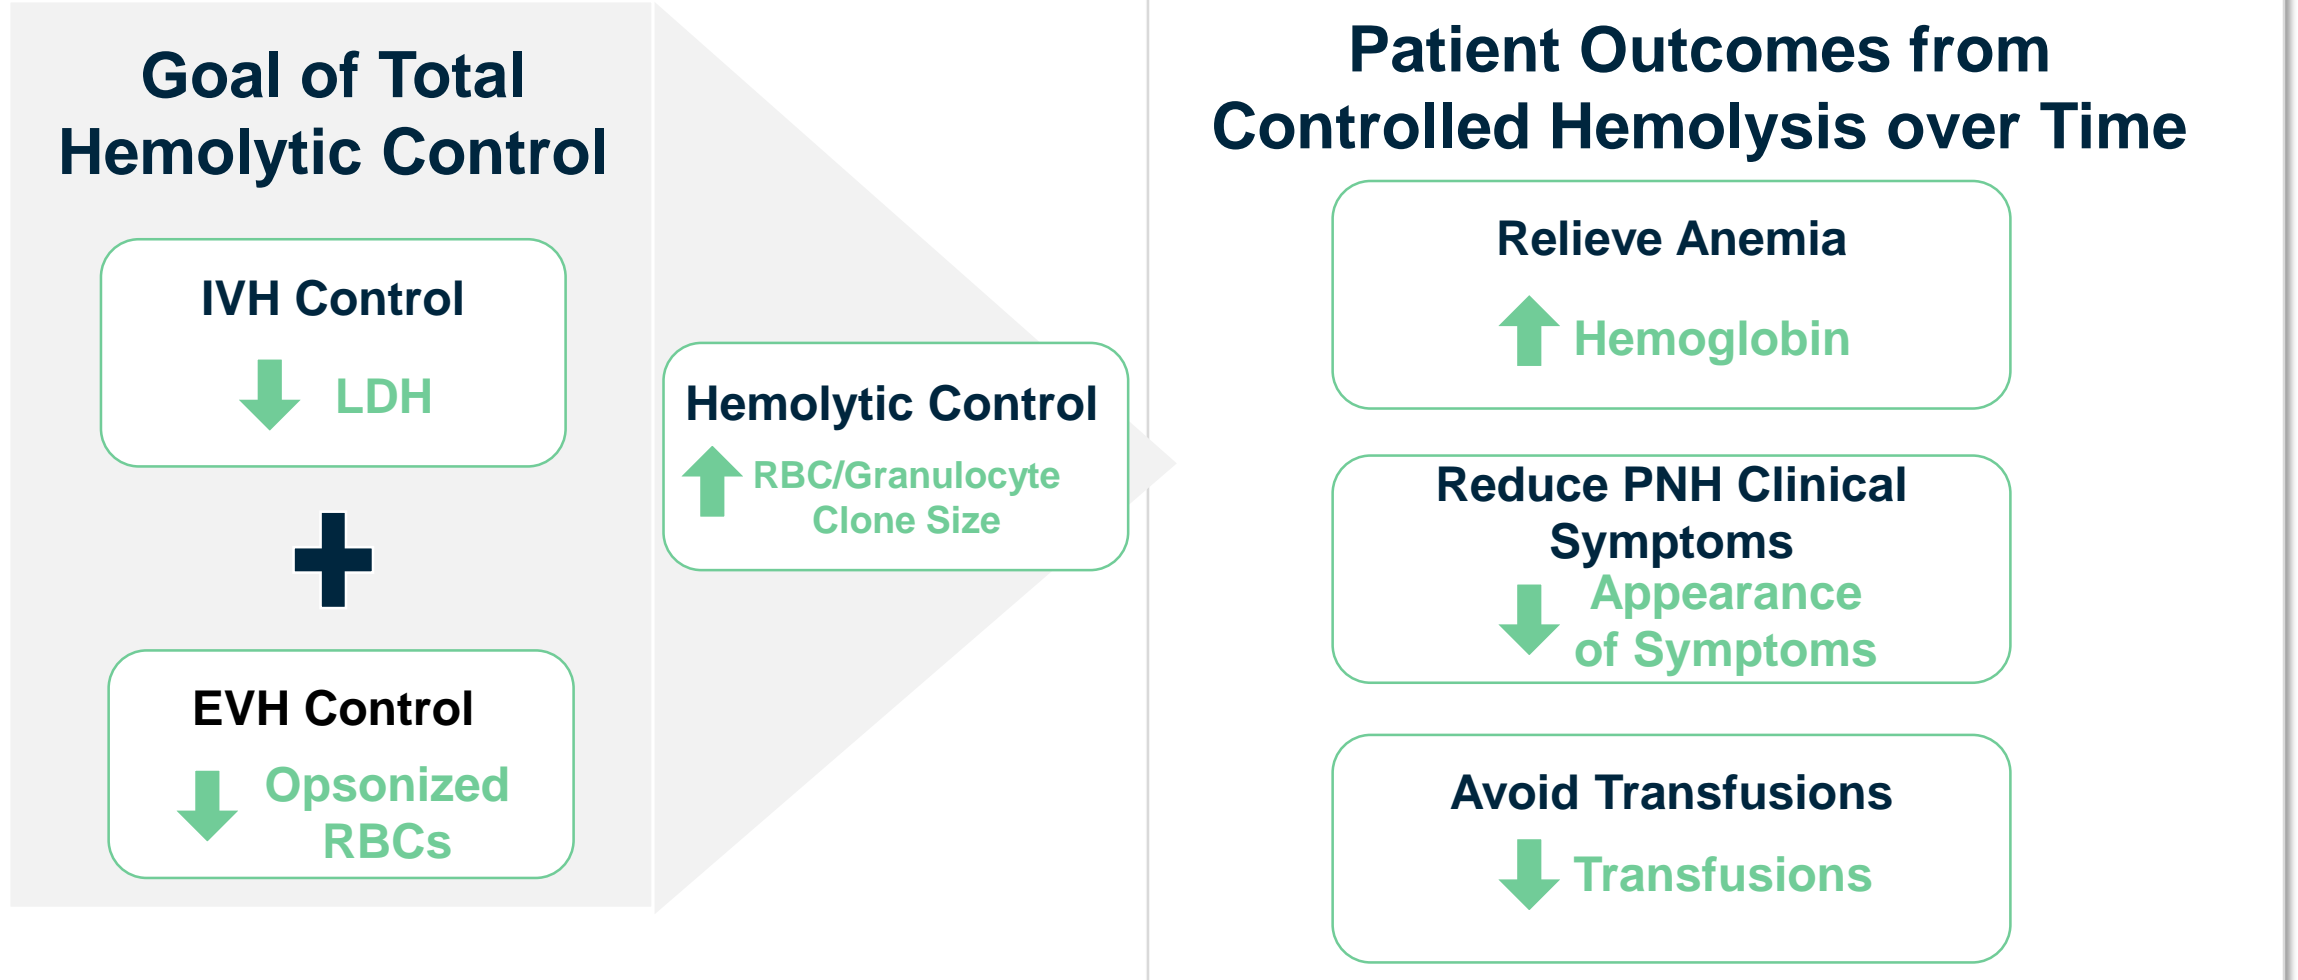 Goal of Total
Hemolytic Control
IVH Control
LDH
EVH Control
Opsonized
RBCs
Hemolytic Control
RBC/Granulocyte
Clone Size
Patient Outcomes from
Controlled Hemolysis over Time
Relieve Anemia
Hemoglobin
Reduce PNH Clinical
Symptoms
Appearance
of Symptoms
Avoid Transfusions
Transfusions